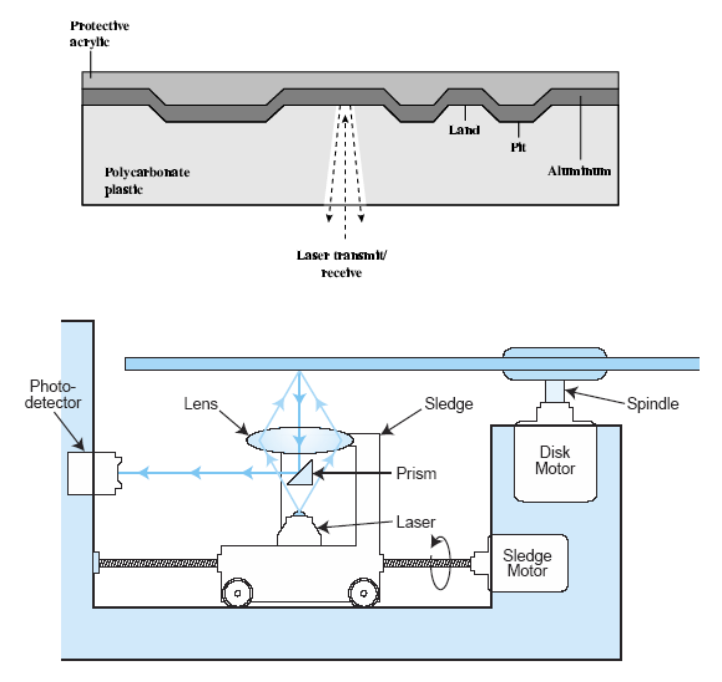 Protective
acrylic
Land
Pit
Polycarbonate
plastic
Aluminum
Laser transmit/
receive
Photo-
detector
Lens
Sledge
Spindle
Disk
Motor
Prism
Laser
Sledge
Motor